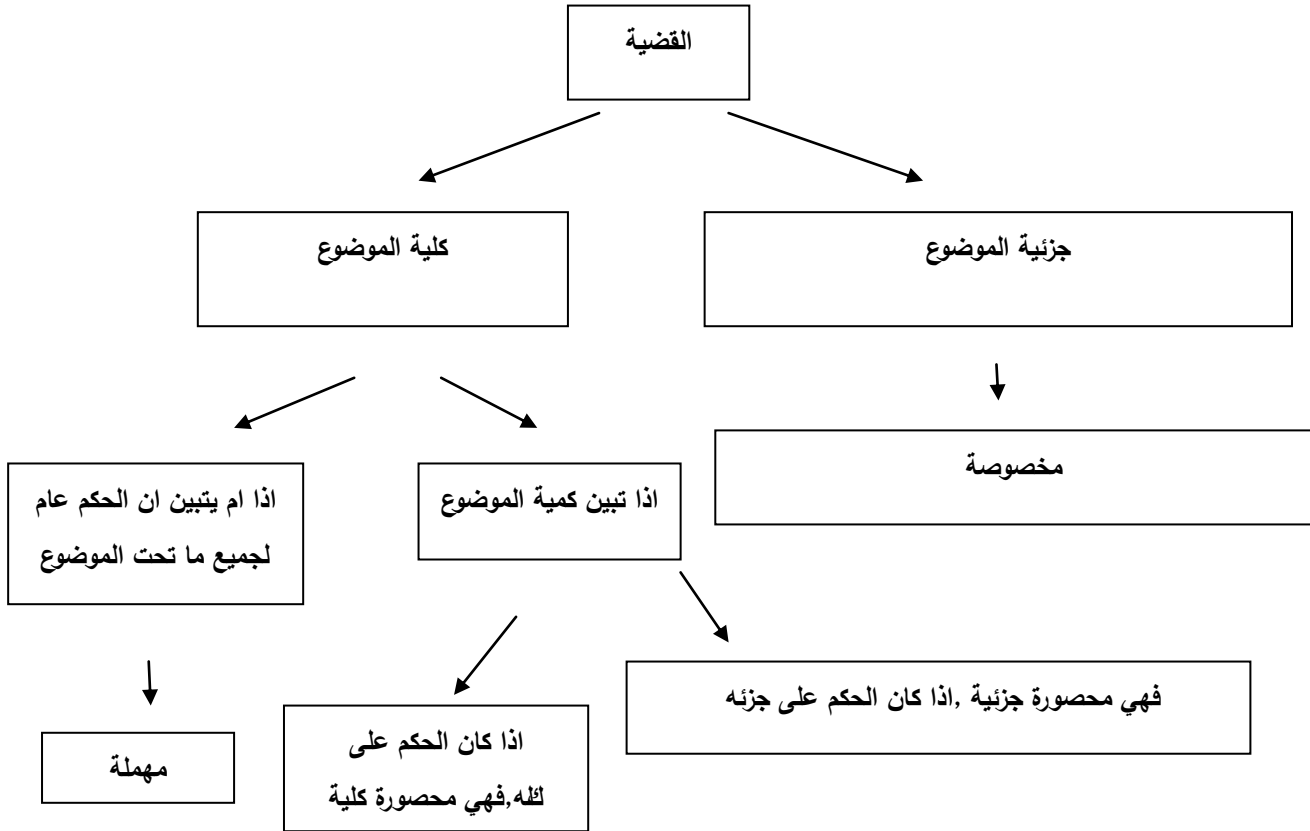 القضية
جزئية الموضوع
كلية الموضوع
مخصوصة
اذا تبين كمية الموضوع
اذا ام يتبين ان الحكم عام
لجميع ما تحت الموضوع
فهي محصورة جزئية ,اذا كان الحكم على جزئه
اذا كان الحكم على
كله,فهي محصورة كلية
مهملة